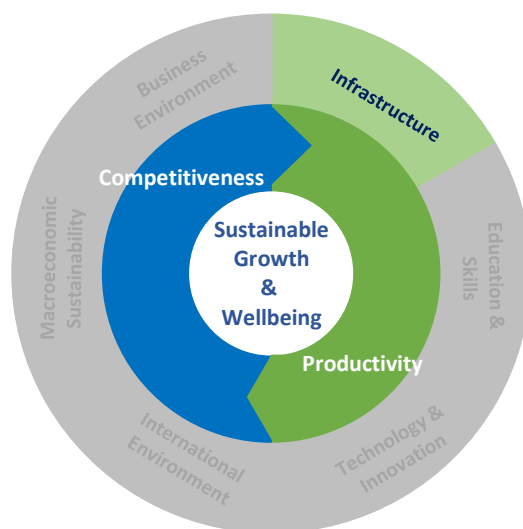 Business
Environment
Infrastructure
Competitiveness
Macroeconomic
Sustainability
Sustainable
Growth
&
Wellbeing
Education &
Skills
Productivity
International
Environment
Technology &
Innovation